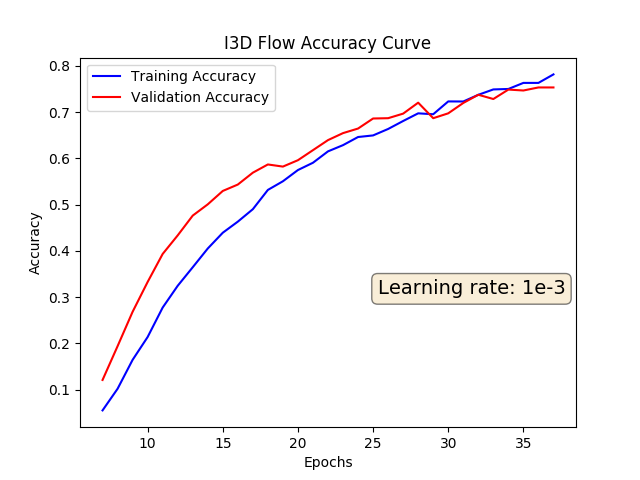 I3D Flow Accuracy Curve
Training Accuracy
Validation Accuracy
0.8
0.7
0.6
0.5
0.4
0.3
0.2
0.1
Accuracy
Learning rate: 1e-3
10 15 20 25 30 35
Epochs